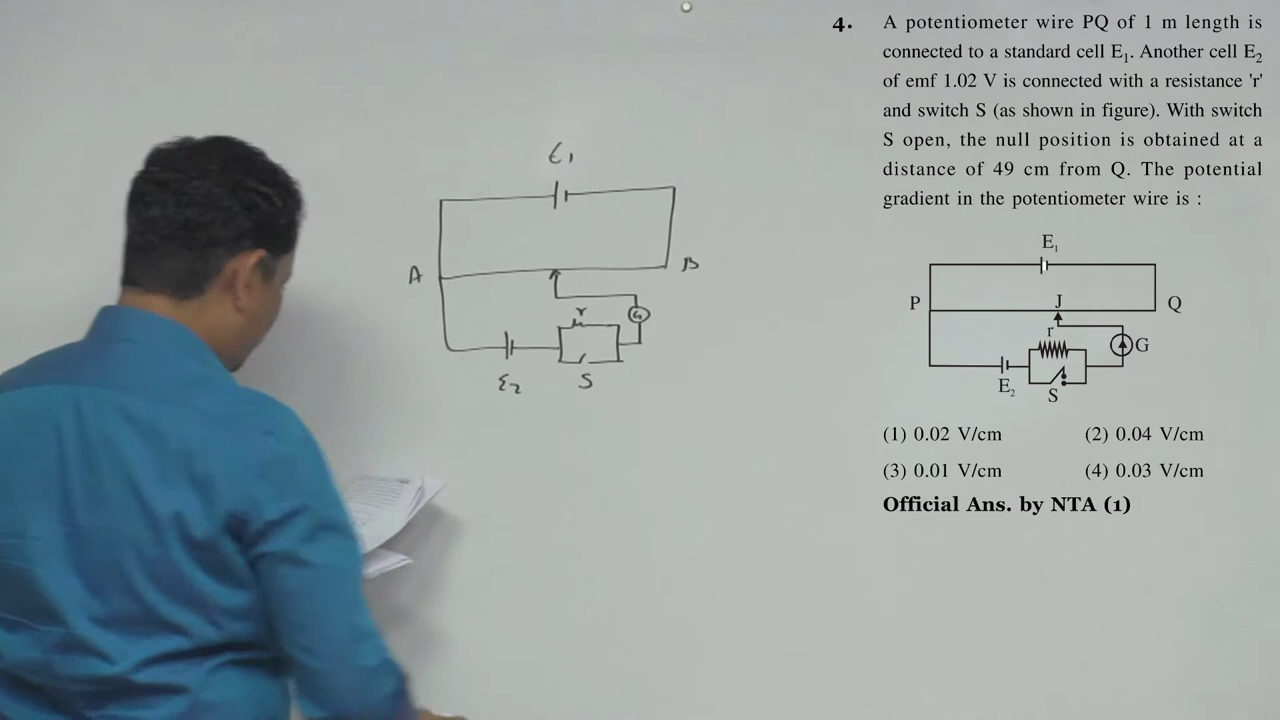 4. A potentiometer wire PQ of 1 m length is
connected to a standard cell E₁. Another cell E₂
of emf 1.02 V is connected with a resistance 'r'
and switch S (as shown in figure). With switch
S open, the null position is obtained at a
distance of 49 cm from Q. The potential
gradient in the potentiometer wire is :
E₁
P
J
Q
r
G
E₂
S
(1) 0.02 V/cm (2) 0.04 V/cm
(3) 0.01 V/cm (4) 0.03 V/cm
Official Ans. by NTA (1)
E₁
A
B
r
G
E₂
S